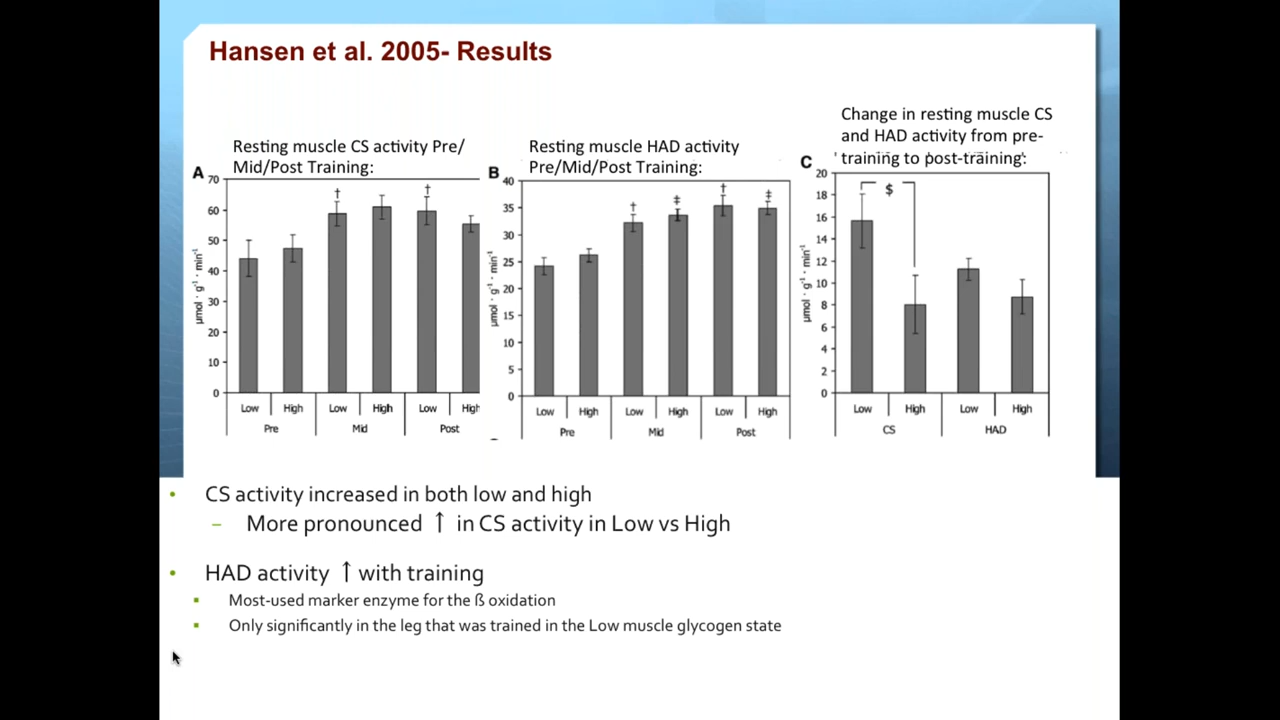 Hansen et al. 2005- Results
Resting muscle CS activity Pre/
Mid/Post Training:
Resting muscle HAD activity
Pre/Mid/Post Training:
Change in resting muscle CS
and HAD activity from pre-
training to post-training:
A
70
60
50
40
30
20
10
0
µmol · g⁻¹ · min⁻¹
† †
Low High Low High Low High
Pre Mid Post
B
40
35
30
25
20
15
10
5
0
µmol · g⁻¹ · min⁻¹
† ‡ † ‡
Low High Low High Low High
Pre Mid Post
C
20
18
16
14
12
10
8
6
4
2
0
µmol · g⁻¹ · min⁻¹
$
Low High Low High
CS HAD
• CS activity increased in both low and high
– More pronounced ↑ in CS activity in Low vs High
• HAD activity ↑ with training
▪ Most-used marker enzyme for the ß oxidation
▪ Only significantly in the leg that was trained in the Low muscle glycogen state